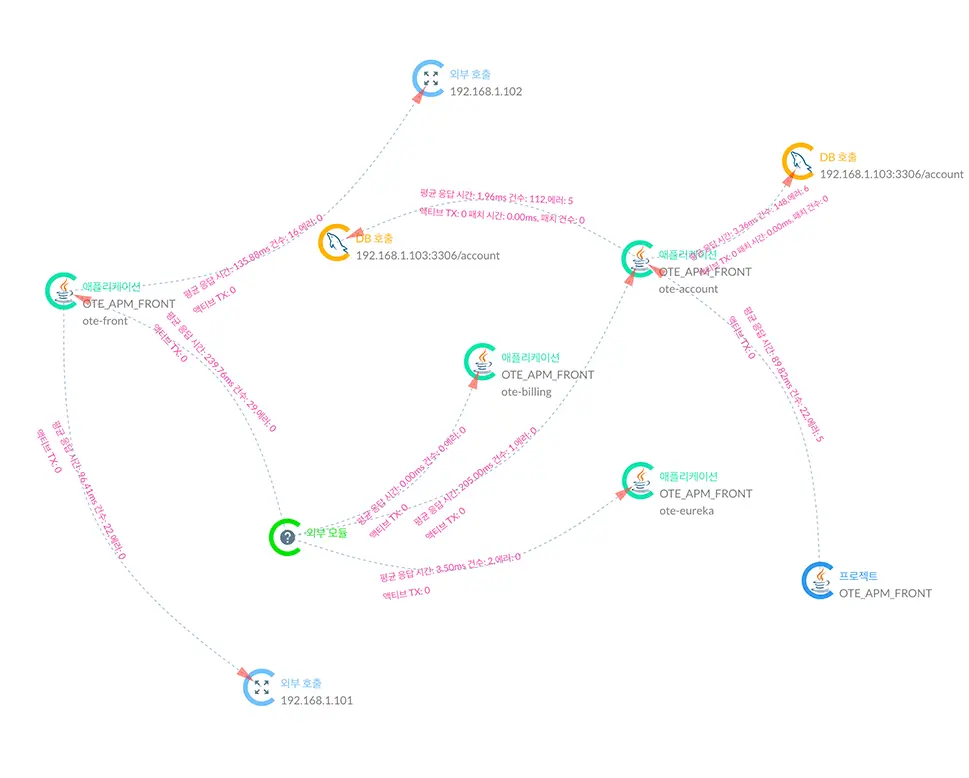 외부 호출
192.168.1.102
DB 호출
192.168.1.103:3306/account
평균 응답 시간: 1.96ms 건수: 112,에러: 5
액티브 TX: 0 패치 시간: 0.00ms, 패치 건수: 0
평균 응답 시간: 3.36ms 건수: 148,에러: 6
액티브 TX: 0 패치 시간: 0.00ms, 패치 건수: 0
평균 응답 시간: 135.88ms 건수: 16,에러: 0
액티브 TX: 0
DB 호출
192.168.1.103:3306/account
애플리케이션
OTE_APM_FRONT
ote-account
애플리케이션
OTE_APM_FRONT
ote-front
평균 응답 시간: 239.76ms 건수: 29,에러: 0
액티브 TX: 0
평균 응답 시간: 89.82ms 건수: 22,에러: 5
액티브 TX: 0
애플리케이션
OTE_APM_FRONT
ote-billing
평균 응답 시간: 96.41ms 건수: 22,에러: 0
액티브 TX: 0
평균 응답 시간: 0.00ms 건수: 0,에러: 0
액티브 TX: 0
평균 응답 시간: 205.00ms 건수: 1,에러: 0
액티브 TX: 0
애플리케이션
OTE_APM_FRONT
ote-eureka
외부 모듈
평균 응답 시간: 3.50ms 건수: 2,에러: 0
액티브 TX: 0
프로젝트
OTE_APM_FRONT
외부 호출
192.168.1.101